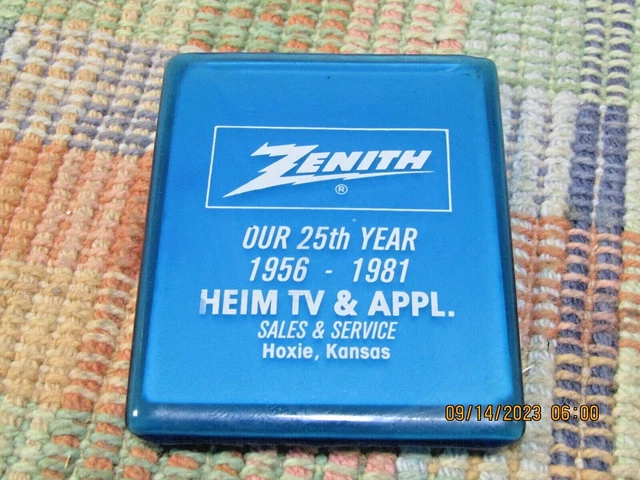 ZENITH
®
OUR 25th YEAR
1956 - 1981
HEIM TV & APPL.
SALES & SERVICE
Hoxie, Kansas
09/14/2023 06:00